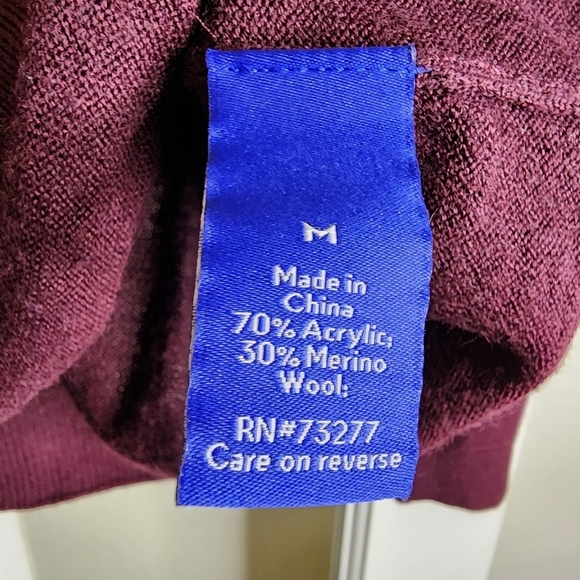 M
Made in
China
70% Acrylic;
30% Merino
Wool;
RN#73277
Care on reverse